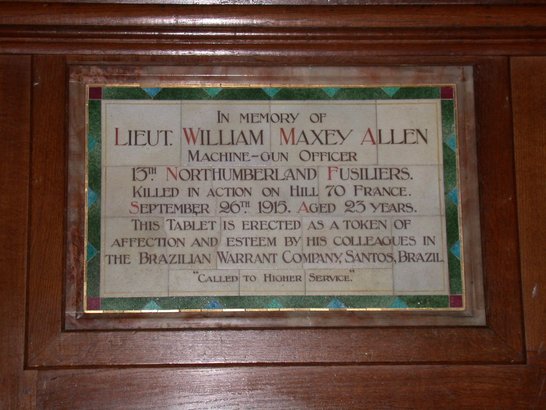 In memory of
Lieut. William Maxey Allen
Machine-Gun Officer
13th Northumberland Fusiliers.
Killed in action on Hill 70 France.
September 26th 1915. Aged 23 years.
This Tablet is erected as a token of
affection and esteem by his colleagues in
the Brazilian Warrant Company, Santos, Brazil
"Called to Higher Service."